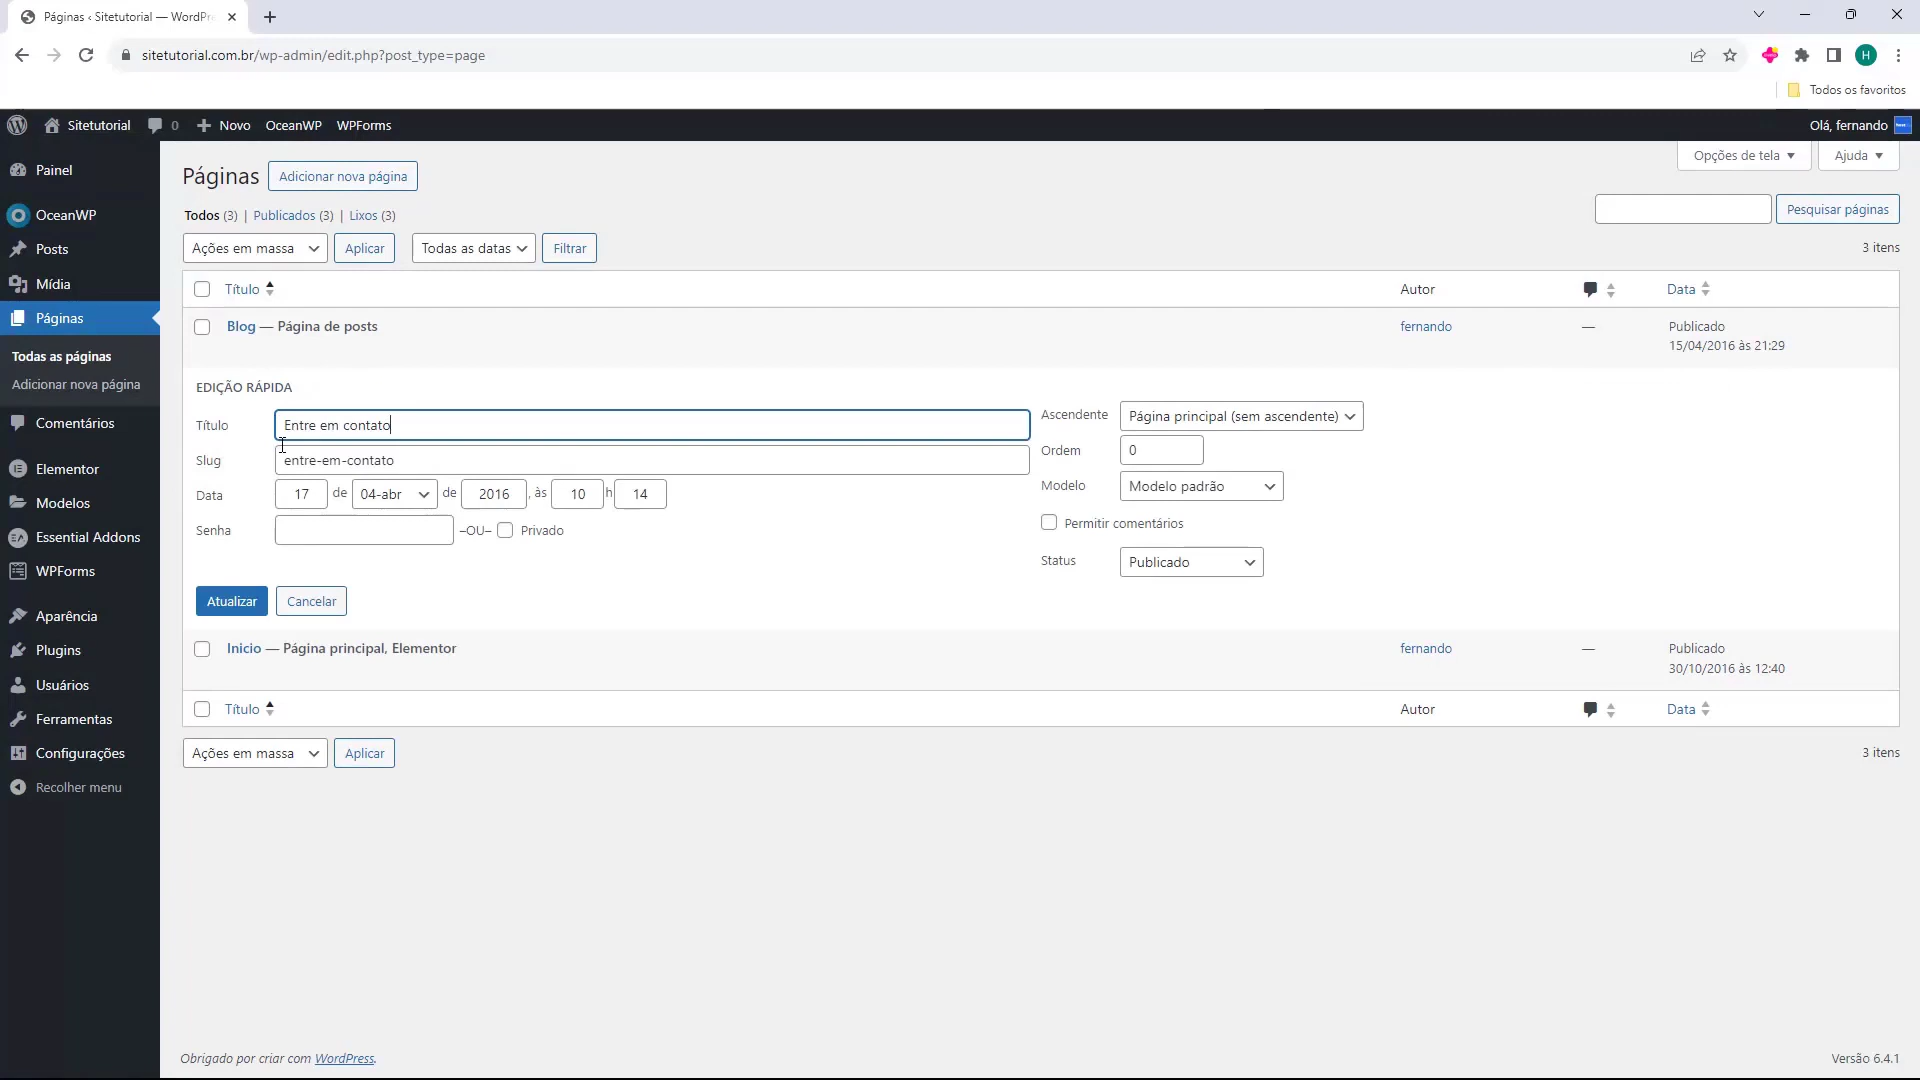 Páginas ‹ Sitetutorial — WordPr
sitetutorial.com.br/wp-admin/edit.php?post_type=page
H
Todos os favoritos
Sitetutorial 0 Novo OceanWP WPForms Olá, fernando
Opções de tela Ajuda
Painel
OceanWP
Posts
Mídia
Páginas
Todas as páginas
Adicionar nova página
Comentários
Elementor
Modelos
Essential Addons
WPForms
Aparência
Plugins
Usuários
Ferramentas
Configurações
Recolher menu
Páginas Adicionar nova página
Todos (3) | Publicados (3) | Lixos (3)
Pesquisar páginas
Ações em massa Aplicar Todas as datas Filtrar 3 itens
Título Autor Data
Blog — Página de posts fernando — Publicado
15/04/2016 às 21:29
EDIÇÃO RÁPIDA
Título Entre em contato
Slug entre-em-contato
Data 17 de 04-abr de 2016 , às 10 h 14
Senha –OU– Privado
Ascendente Página principal (sem ascendente)
Ordem 0
Modelo Modelo padrão
Permitir comentários
Status Publicado
Atualizar Cancelar
Inicio — Página principal, Elementor fernando — Publicado
30/10/2016 às 12:40
Título Autor Data
Ações em massa Aplicar 3 itens
Obrigado por criar com WordPress. Versão 6.4.1